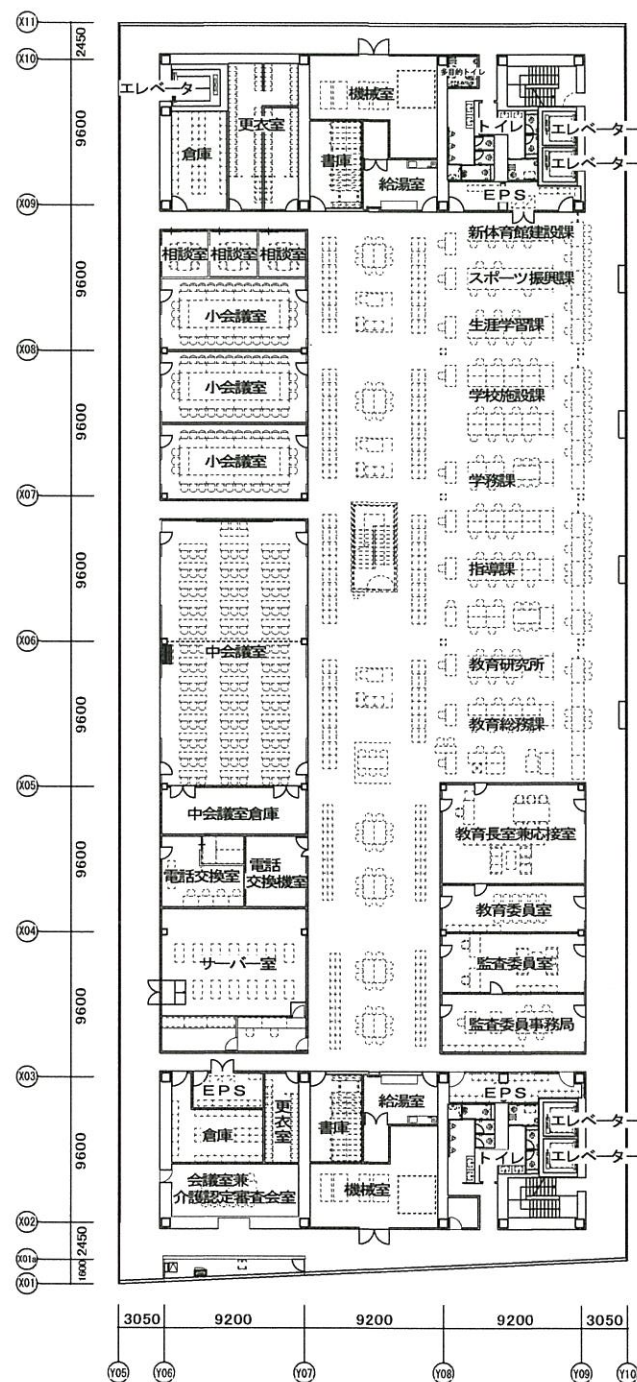 X11
2450
X10
エレベーター
更衣室
機械室
多目的トイレ
トイレ
エレベーター
エレベーター
9600
倉庫
書庫
給湯室
EPS
X09
新体育館建設課
相談室
相談室
相談室
スポーツ振興課
9600
小会議室
生涯学習課
X08
小会議室
学校施設課
9600
小会議室
学務課
X07
9600
指導課
X06
中会議室
教育研究所
9600
教育総務課
X05
中会議室倉庫
教育長室兼応接室
9600
電話交換室
電話
交換機室
教育委員室
X04
サーバー室
監査委員室
9600
監査委員事務局
X03
EPS
更衣室
倉庫
書庫
給湯室
EPS
エレベーター
エレベーター
トイレ
9600
会議室兼
介護認定審査会室
機械室
X02
2450
X01a
1600
X01
3050
9200
9200
9200
3050
Y05
Y06
Y07
Y08
Y09
Y10